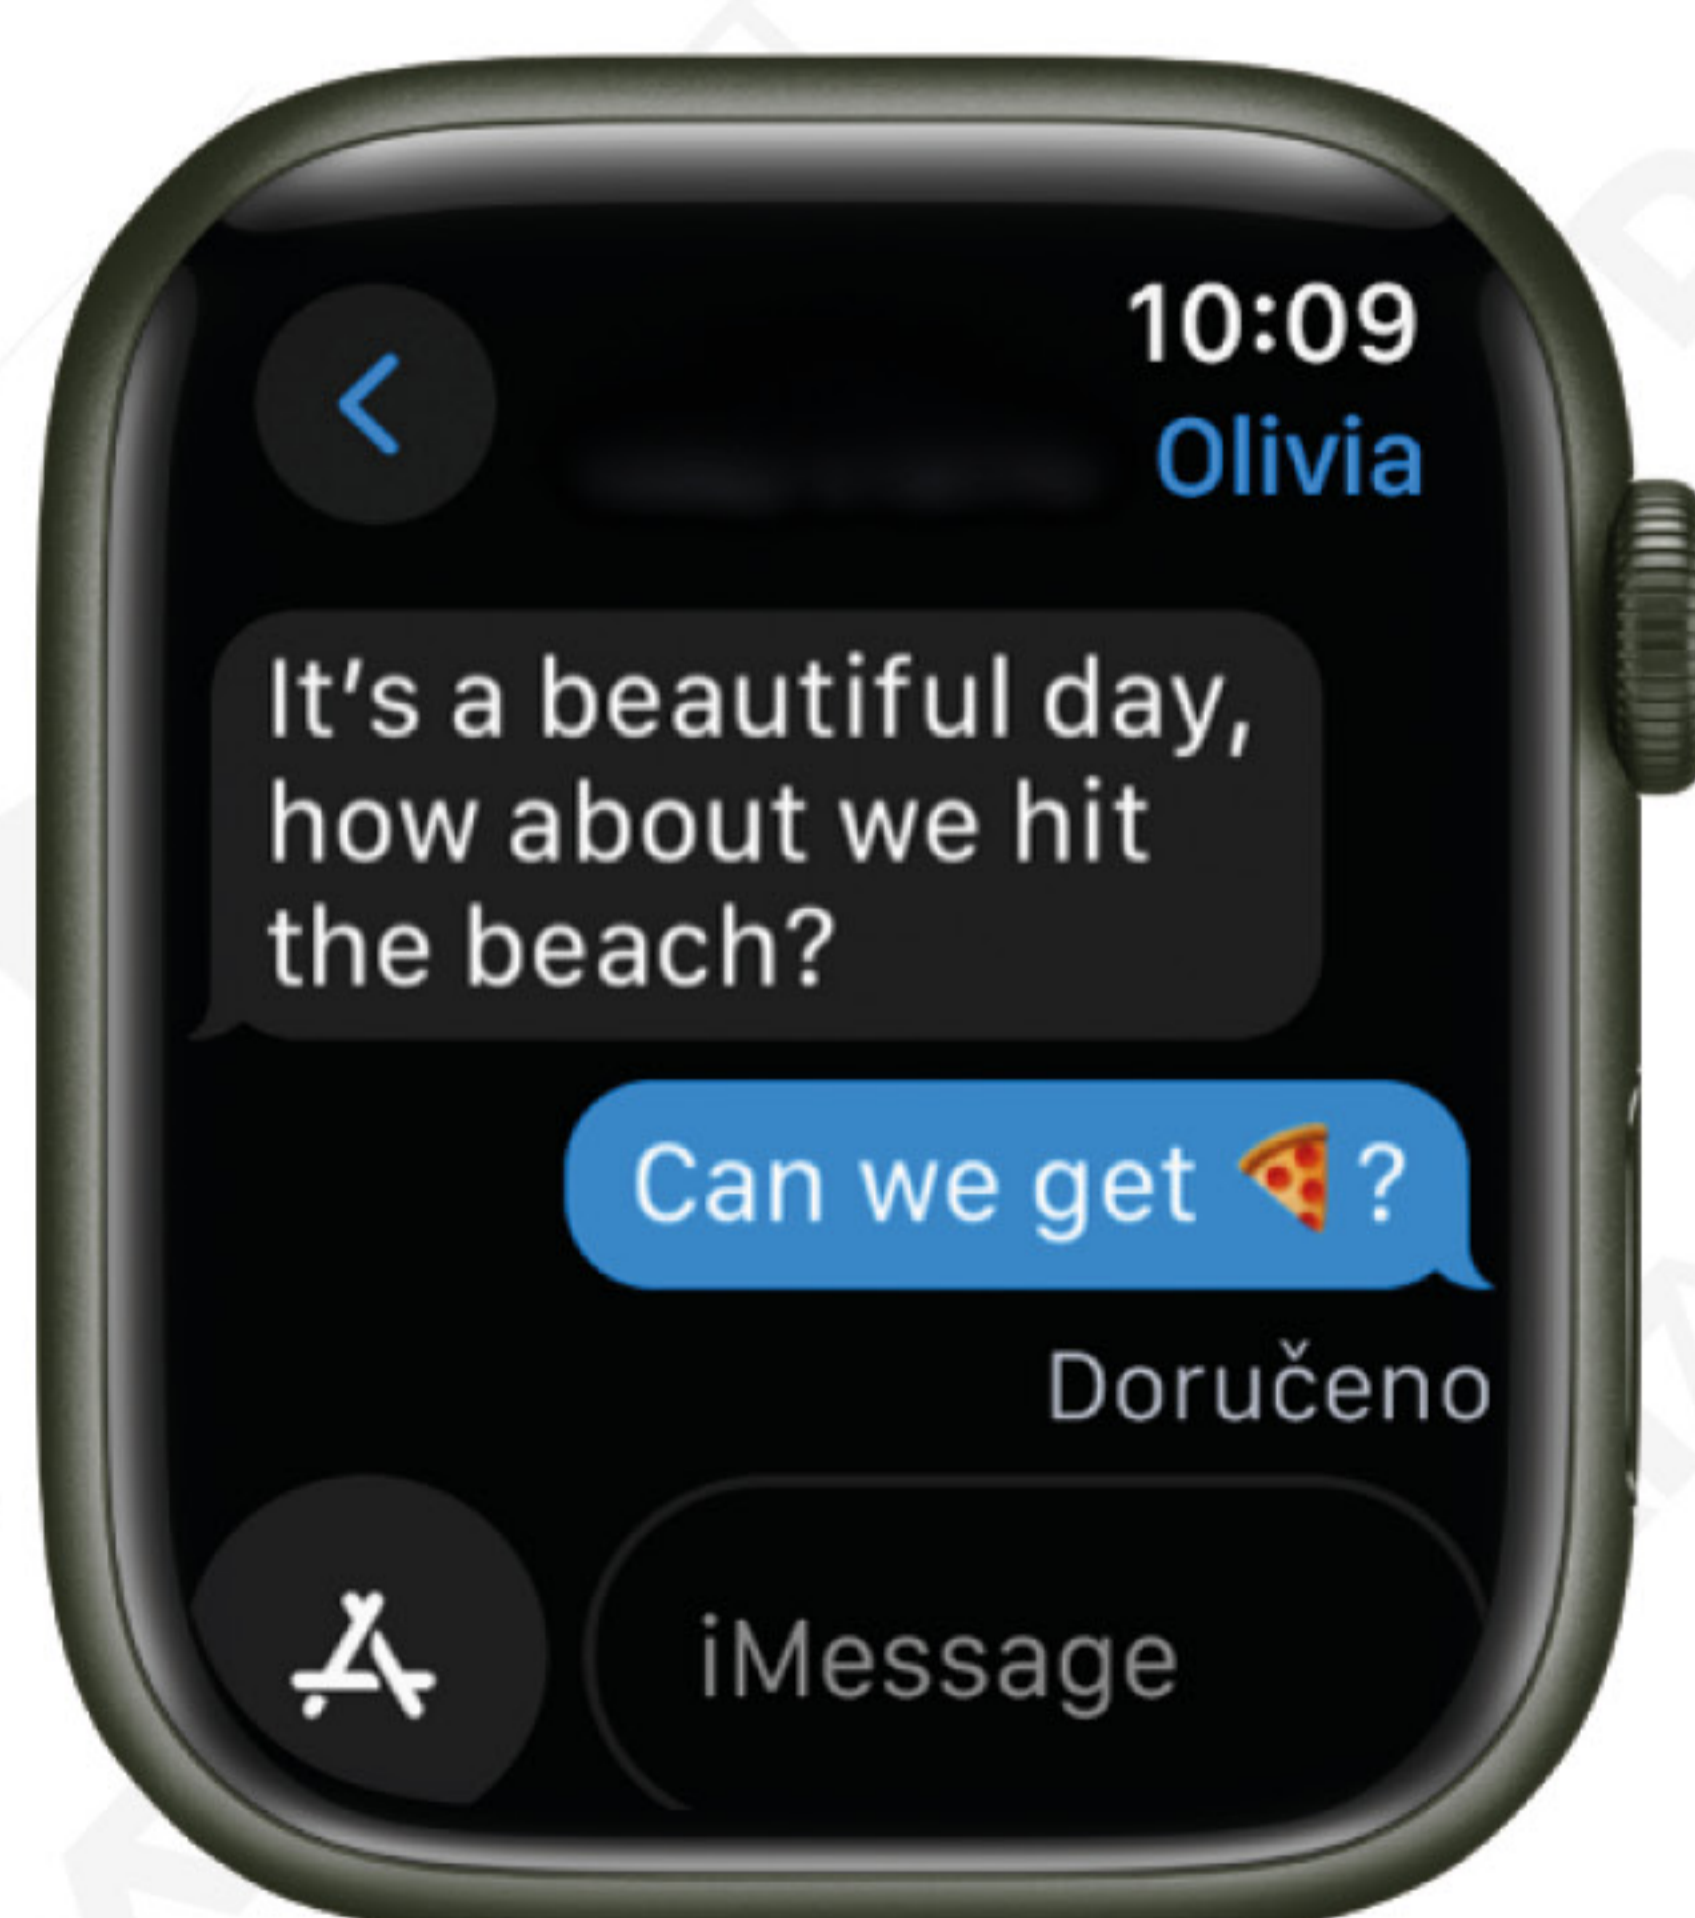 10:09
Olivia
It’s a beautiful day,
how about we hit
the beach?
Can we get 🍕?
Doručeno
iMessage